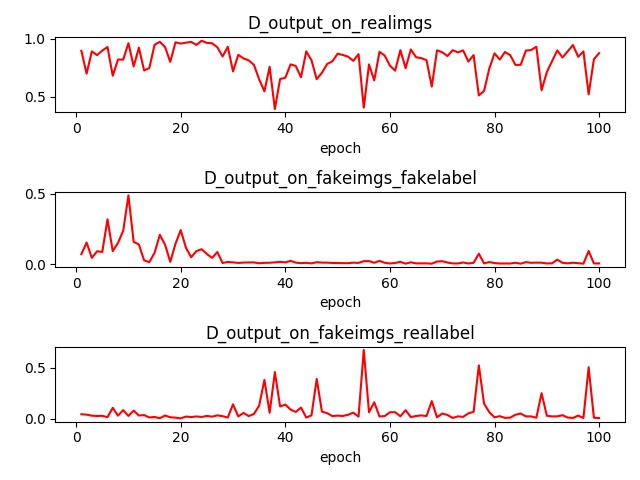 D_output_on_realimgs
1.0
0.5
0 20 40 60 80 100
epoch
D_output_on_fakeimgs_fakelabel
0.5
0.0
0 20 40 60 80 100
epoch
D_output_on_fakeimgs_reallabel
0.5
0.0
0 20 40 60 80 100
epoch